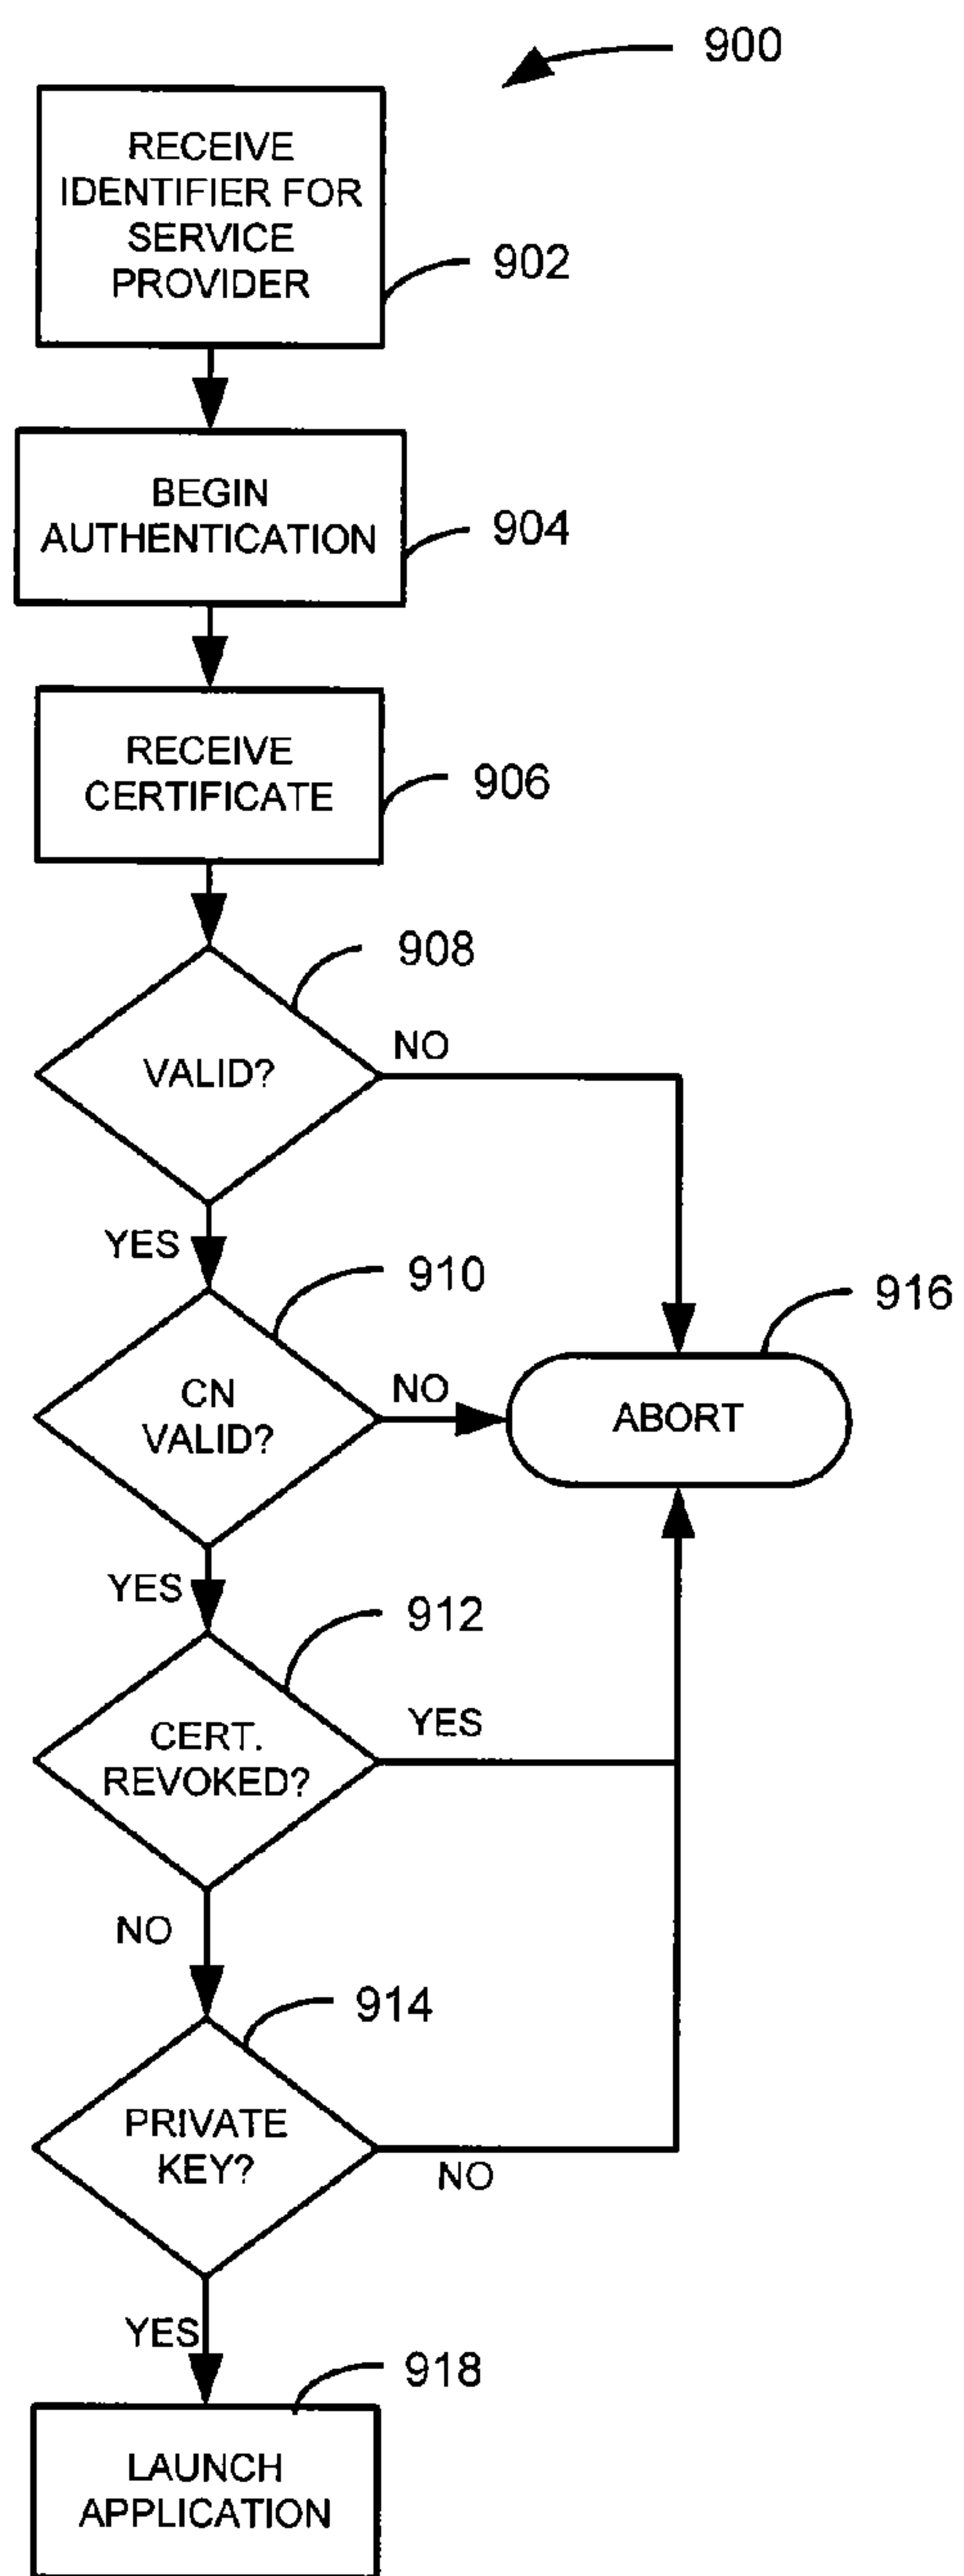 900
RECEIVE
IDENTIFIER FOR
SERVICE
PROVIDER
902
BEGIN
AUTHENTICATION
904
RECEIVE
CERTIFICATE
906
908
VALID?
NO
YES
910
916
CN
VALID?
NO
ABORT
YES
912
CERT.
REVOKED?
YES
NO
914
PRIVATE
KEY?
NO
YES
918
LAUNCH
APPLICATION